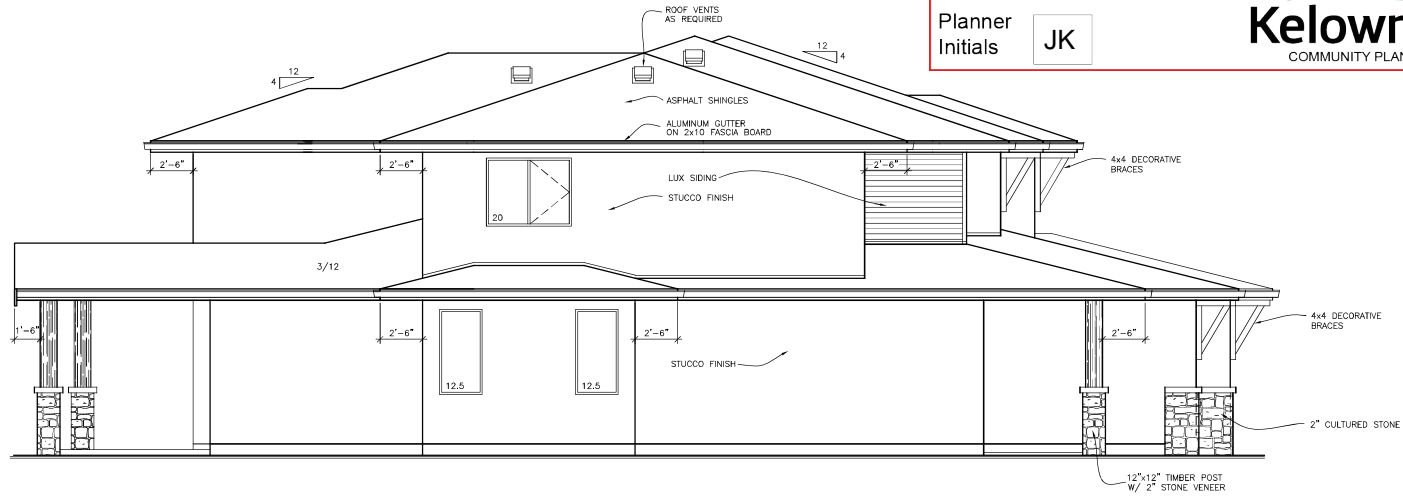 ROOF VENTS
AS REQUIRED
Planner
Initials
JK
COMMUNITY PLAN
12
4
12
4
ASPHALT SHINGLES
ALUMINUM GUTTER
ON 2x10 FASCIA BOARD
2'-6"
2'-6"
2'-6"
4x4 DECORATIVE
BRACES
LUX SIDING
STUCCO FINISH
20
3/12
1'-6"
2'-6"
2'-6"
2'-6"
4x4 DECORATIVE
BRACES
STUCCO FINISH
12.5
12.5
2" CULTURED STONE
12"x12" TIMBER POST
W/ 2" STONE VENEER